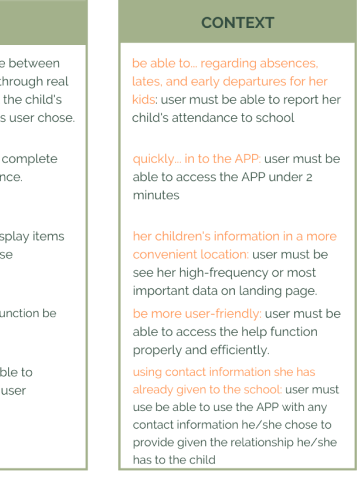 e between
through real
the child's
s user chose.
complete
nce.
splay items
se
unction be
ble to
user
CONTEXT
be able to... regarding absences,
lates, and early departures for her
kids: user must be able to report her
child's attendance to school
quickly... in to the APP: user must be
able to access the APP under 2
minutes
her children's information in a more
convenient location: user must be
see her high-frequency or most
important data on landing page.
be more user-friendly: user must be
able to access the help function
properly and efficiently.
using contact information she has
already given to the school: user must
use be able to use the APP with any
contact information he/she chose to
provide given the relationship he/she
has to the child